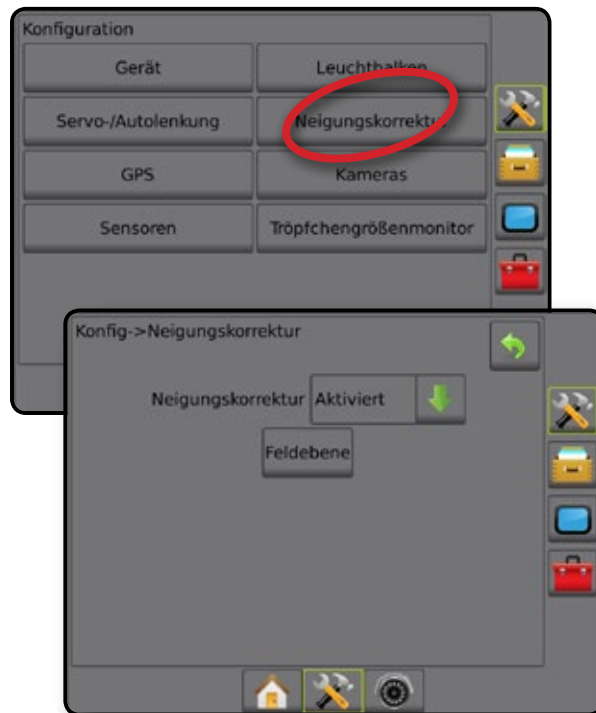 Konfiguration
Gerät
Leuchtbalken
Servo-/Autolenkung
Neigungskorrektur
GPS
Kameras
Sensoren
Tröpfchengrößenmonitor
Konfig->Neigungskorrektur
Neigungskorrektur Aktiviert
Feldebene